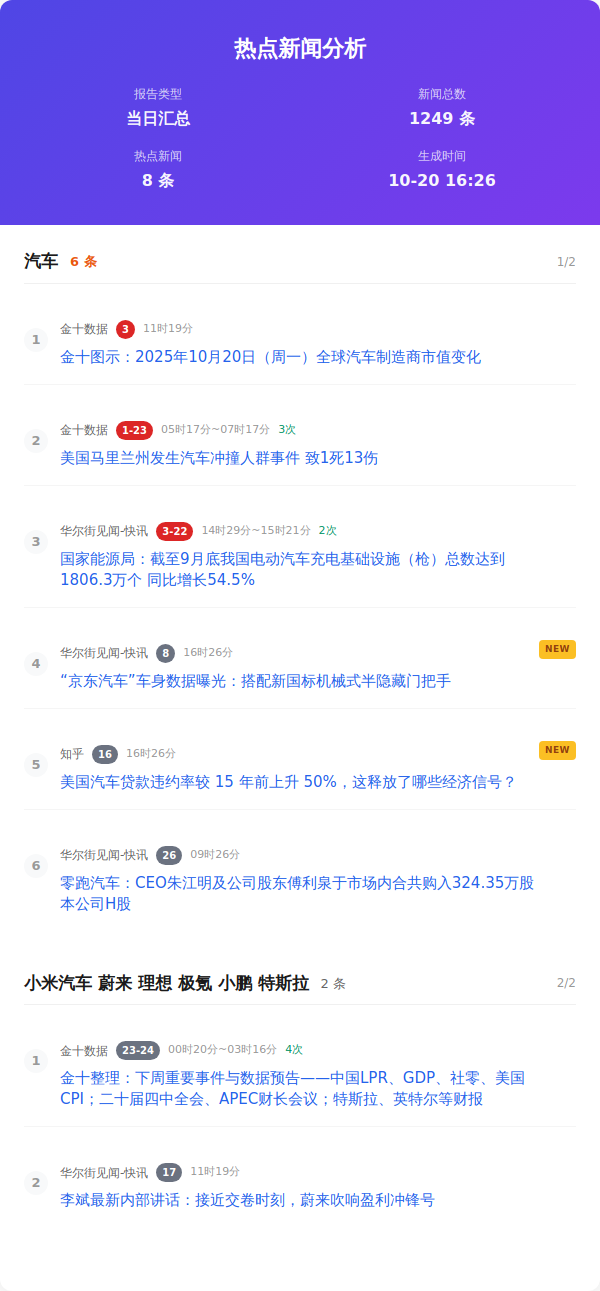 热点新闻分析
报告类型
新闻总数
当日汇总
1249 条
热点新闻
生成时间
8 条
10-20 16:26
汽车 6 条 1/2
1
金十数据 3 11时19分
金十图示：2025年10月20日（周一）全球汽车制造商市值变化
2
金十数据 1-23 05时17分~07时17分 3次
美国马里兰州发生汽车冲撞人群事件 致1死13伤
3
华尔街见闻-快讯 3-22 14时29分~15时21分 2次
国家能源局：截至9月底我国电动汽车充电基础设施（枪）总数达到
1806.3万个 同比增长54.5%
4
华尔街见闻-快讯 8 16时26分 NEW
“京东汽车”车身数据曝光：搭配新国标机械式半隐藏门把手
5
知乎 16 16时26分 NEW
美国汽车贷款违约率较 15 年前上升 50%，这释放了哪些经济信号？
6
华尔街见闻-快讯 26 09时26分
零跑汽车：CEO朱江明及公司股东傅利泉于市场内合共购入324.35万股
本公司H股
小米汽车 蔚来 理想 极氪 小鹏 特斯拉 2 条 2/2
1
金十数据 23-24 00时20分~03时16分 4次
金十整理：下周重要事件与数据预告——中国LPR、GDP、社零、美国
CPI；二十届四中全会、APEC财长会议；特斯拉、英特尔等财报
2
华尔街见闻-快讯 17 11时19分
李斌最新内部讲话：接近交卷时刻，蔚来吹响盈利冲锋号